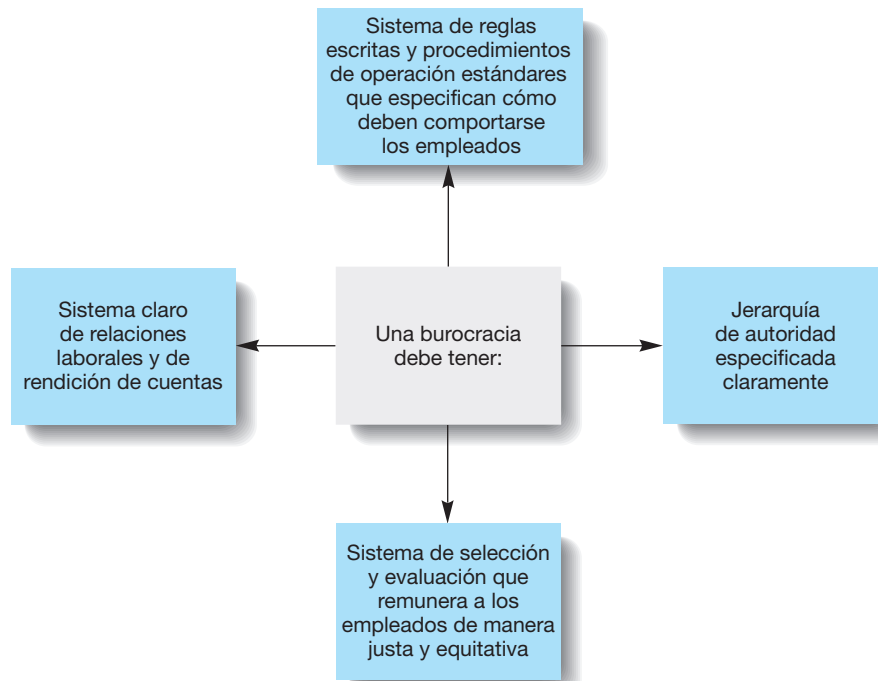 Sistema de reglas
escritas y procedimientos
de operación estándares
que especifican cómo
deben comportarse
los empleados
Sistema claro
de relaciones
laborales y de
rendición de cuentas
Una burocracia
debe tener:
Jerarquía
de autoridad
especificada
claramente
Sistema de selección
y evaluación que
remunera a los
empleados de manera
justa y equitativa